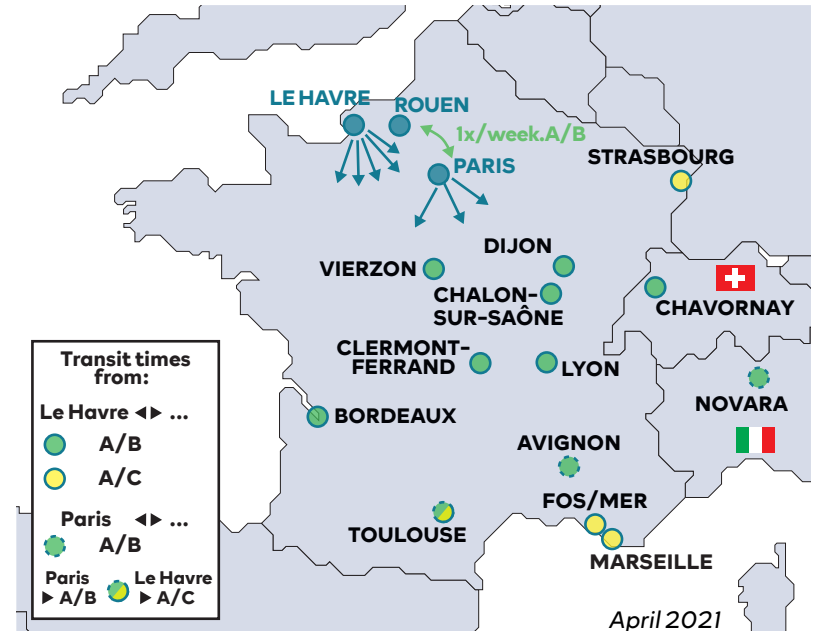 LE HAVRE
ROUEN
1x/week.A/B
PARIS
STRASBOURG
DIJON
VIERZON
CHALON-
SUR-SAÔNE
CHAVORNAY
CLERMONT-
FERRAND
LYON
NOVARA
BORDEAUX
AVIGNON
FOS/MER
TOULOUSE
MARSEILLE
Transit times
from:
Le Havre ◂▸ ...
A/B
A/C
Paris ◂▸ ...
A/B
Paris
▸ A/B
Le Havre
▸ A/C
April 2021